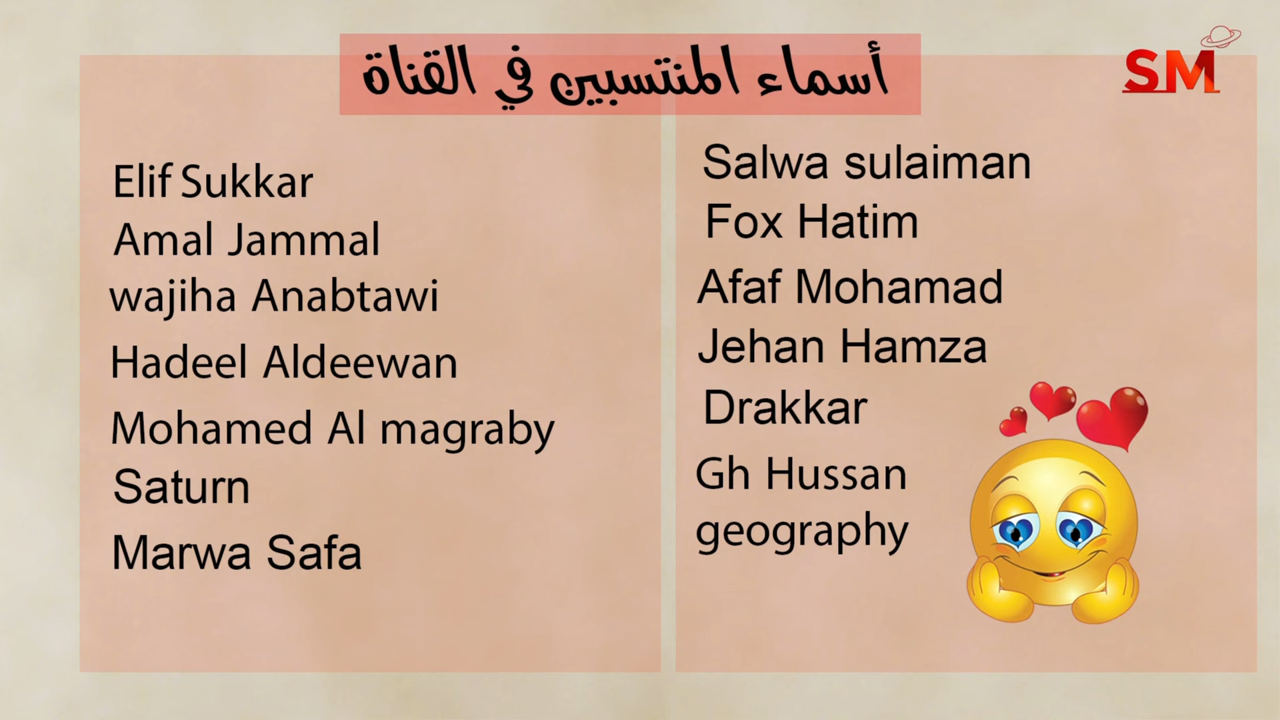 أسماء المنتسبين في القناة
SM
Elif Sukkar
Amal Jammal
wajiha Anabtawi
Hadeel Aldeewan
Mohamed Al magraby
Saturn
Marwa Safa
Salwa sulaiman
Fox Hatim
Afaf Mohamad
Jehan Hamza
Drakkar
Gh Hussan
geography